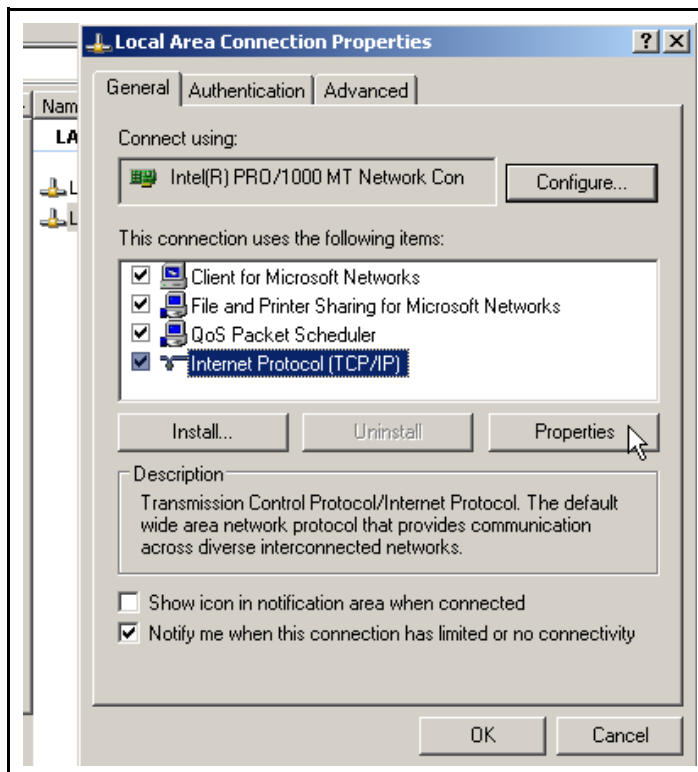 Local Area Connection Properties
General
Authentication
Advanced
Nam
LA
Connect using:
Intel(R) PRO/1000 MT Network Con
Configure...
L
L
This connection uses the following items:
Client for Microsoft Networks
File and Printer Sharing for Microsoft Networks
QoS Packet Scheduler
Internet Protocol (TCP/IP)
Install...
Uninstall
Properties
Description
Transmission Control Protocol/Internet Protocol. The default
wide area network protocol that provides communication
across diverse interconnected networks.
Show icon in notification area when connected
Notify me when this connection has limited or no connectivity
OK
Cancel